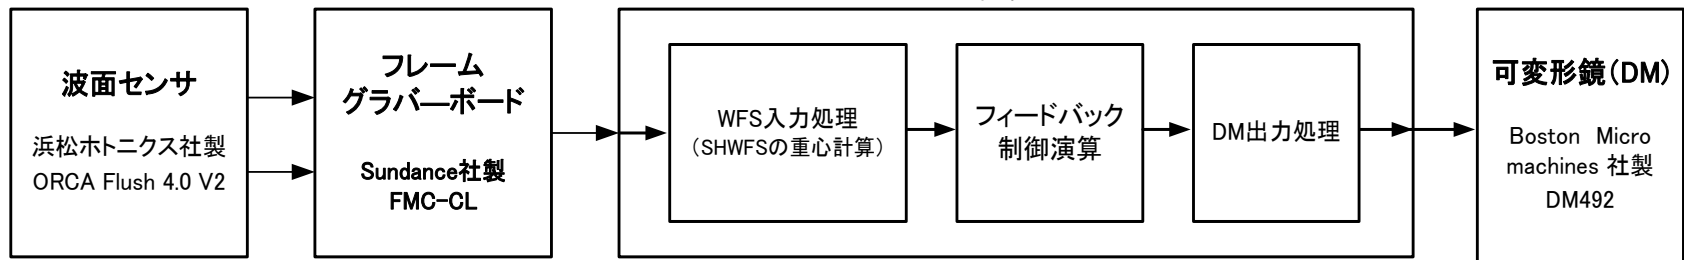 波面センサ
浜松ホトニクス社製
ORCA Flush 4.0 V2
フレーム
グラバ―ボード
Sundance社製
FMC-CL
WFS入力処理
(SHWFSの重心計算)
フィードバック
制御演算
DM出力処理
可変形鏡(DM)
Boston Micro
machines 社製
DM492